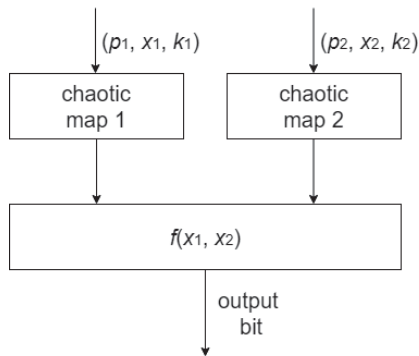 (p1, x1, k1)
(p2, x2, k2)
chaotic
map 1
chaotic
map 2
f(x1, x2)
output
bit